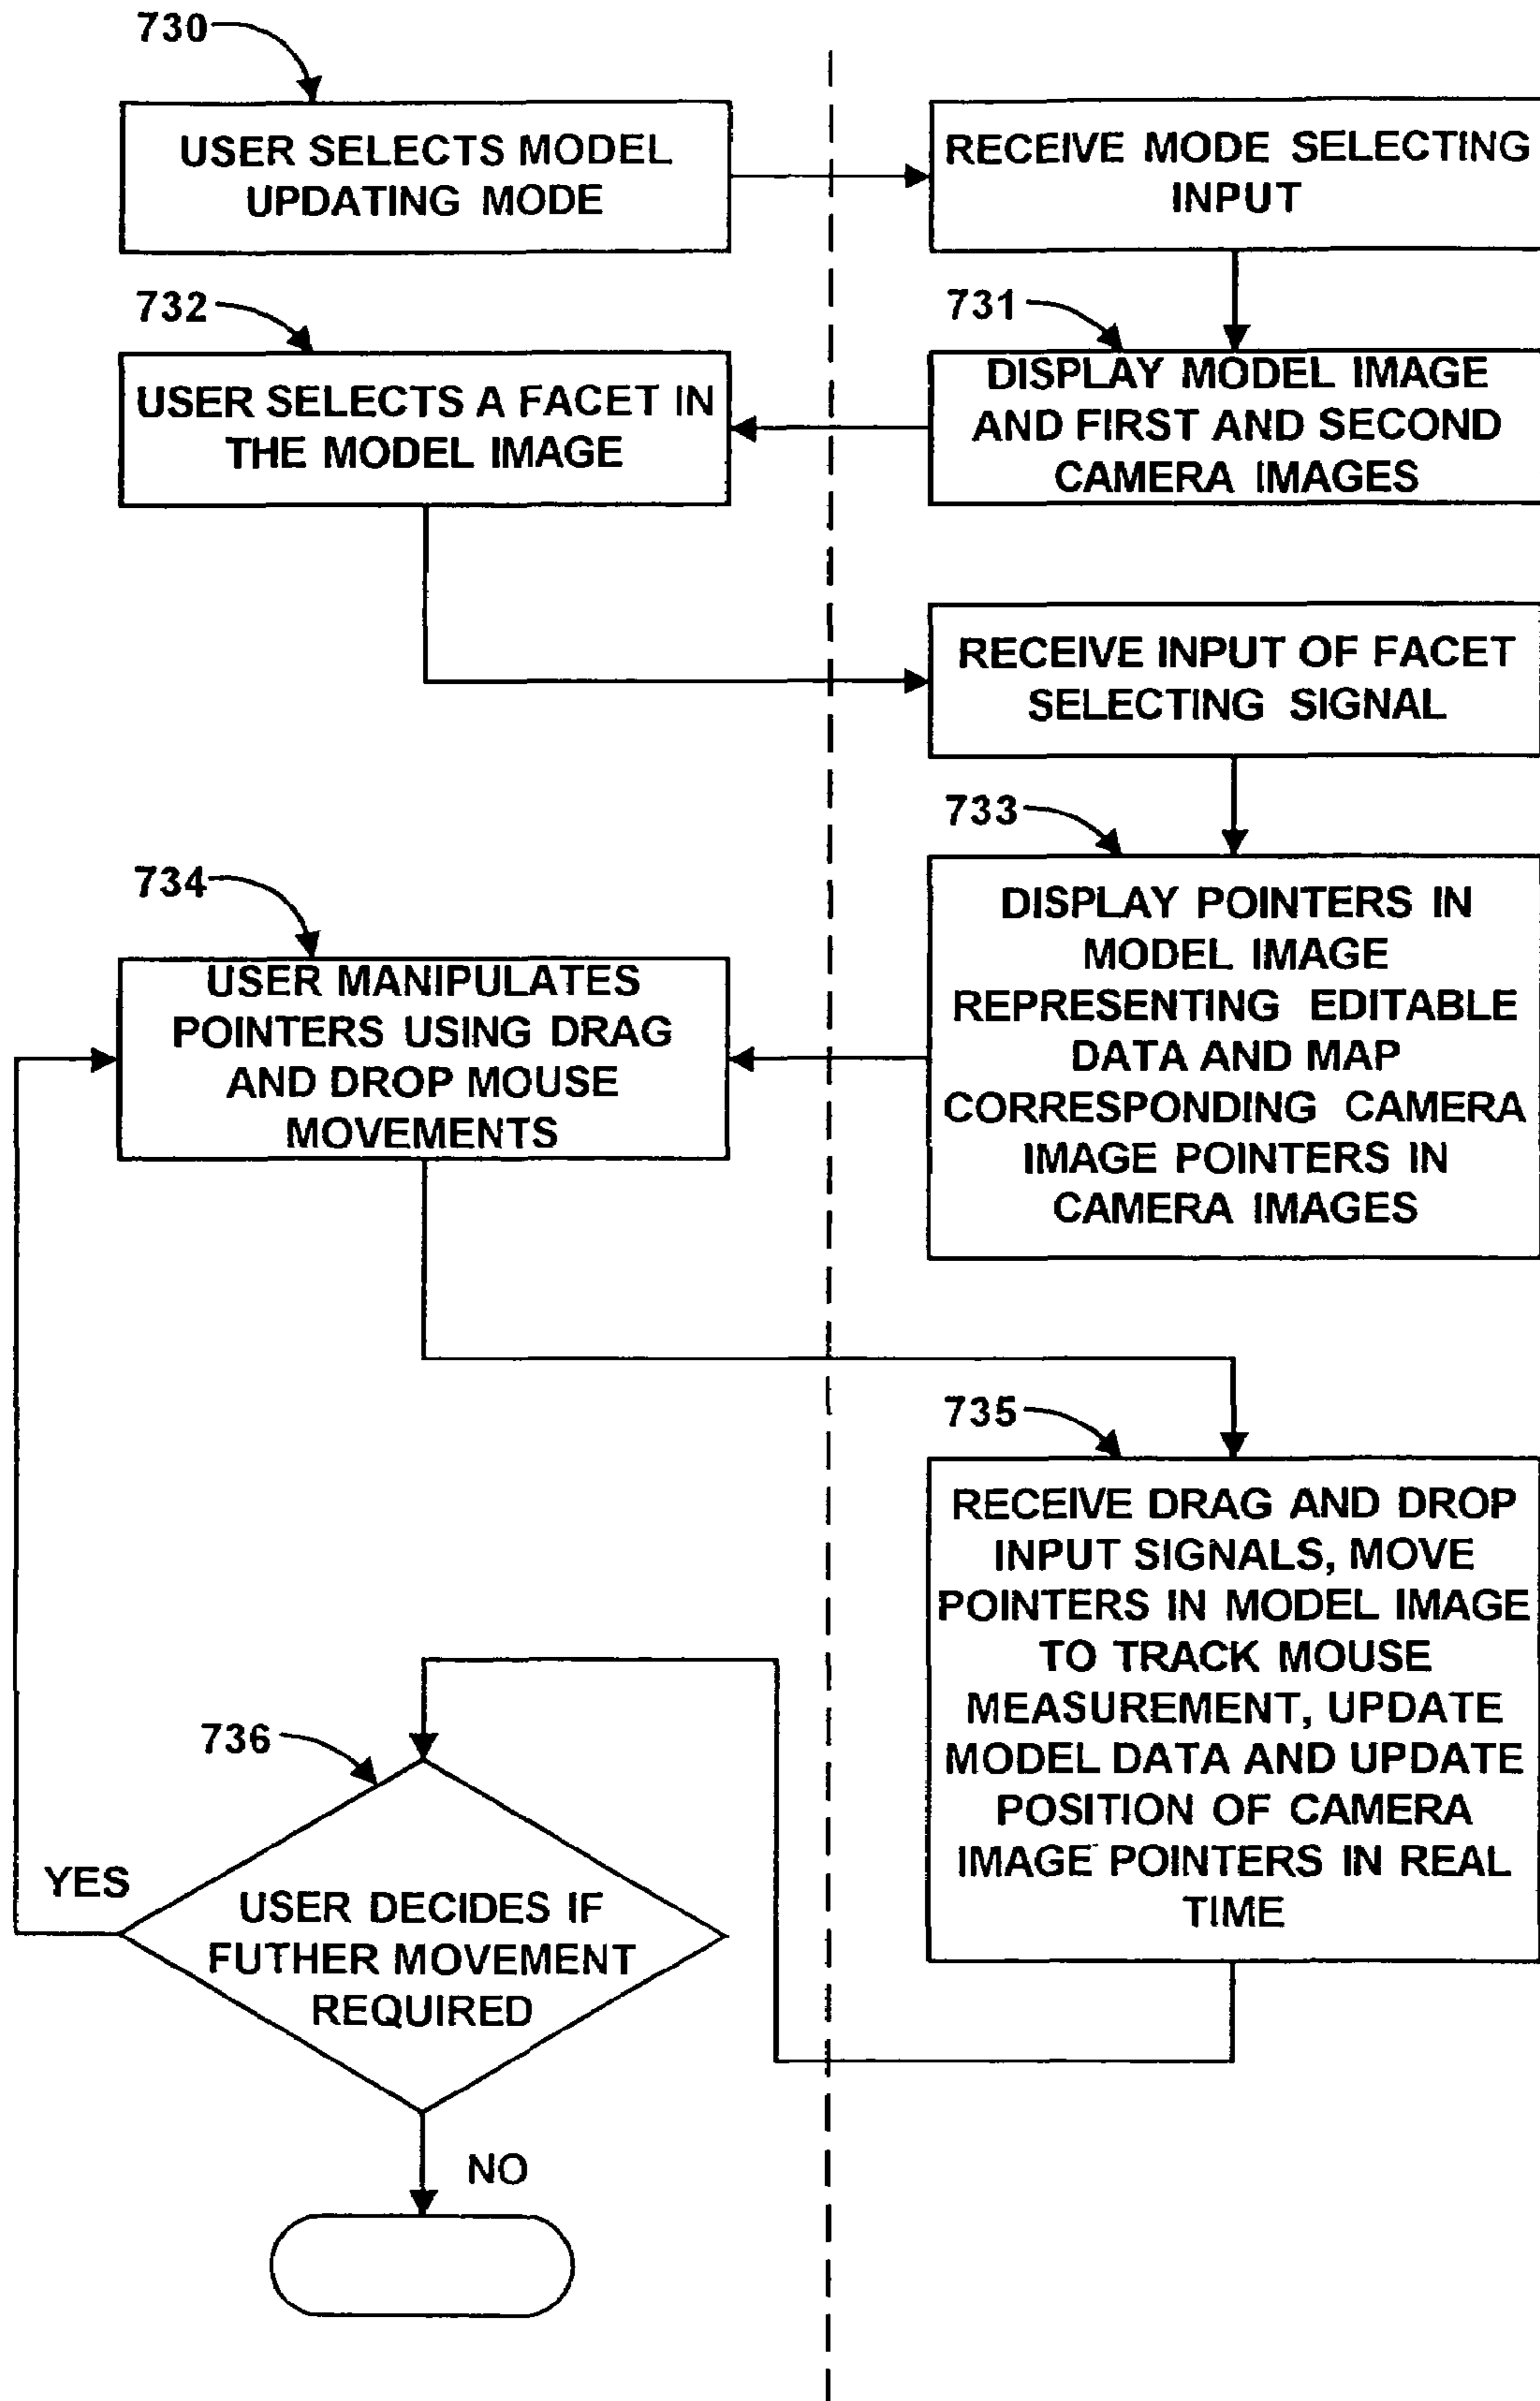 730
USER SELECTS MODEL
UPDATING MODE
RECEIVE MODE SELECTING
INPUT
732
USER SELECTS A FACET IN
THE MODEL IMAGE
731
DISPLAY MODEL IMAGE
AND FIRST AND SECOND
CAMERA IMAGES
RECEIVE INPUT OF FACET
SELECTING SIGNAL
733
DISPLAY POINTERS IN
MODEL IMAGE
REPRESENTING EDITABLE
DATA AND MAP
CORRESPONDING CAMERA
IMAGE POINTERS IN
CAMERA IMAGES
734
USER MANIPULATES
POINTERS USING DRAG
AND DROP MOUSE
MOVEMENTS
735
RECEIVE DRAG AND DROP
INPUT SIGNALS, MOVE
POINTERS IN MODEL IMAGE
TO TRACK MOUSE
MEASUREMENT, UPDATE
MODEL DATA AND UPDATE
POSITION OF CAMERA
IMAGE POINTERS IN REAL
TIME
736
YES
USER DECIDES IF
FUTHER MOVEMENT
REQUIRED
NO